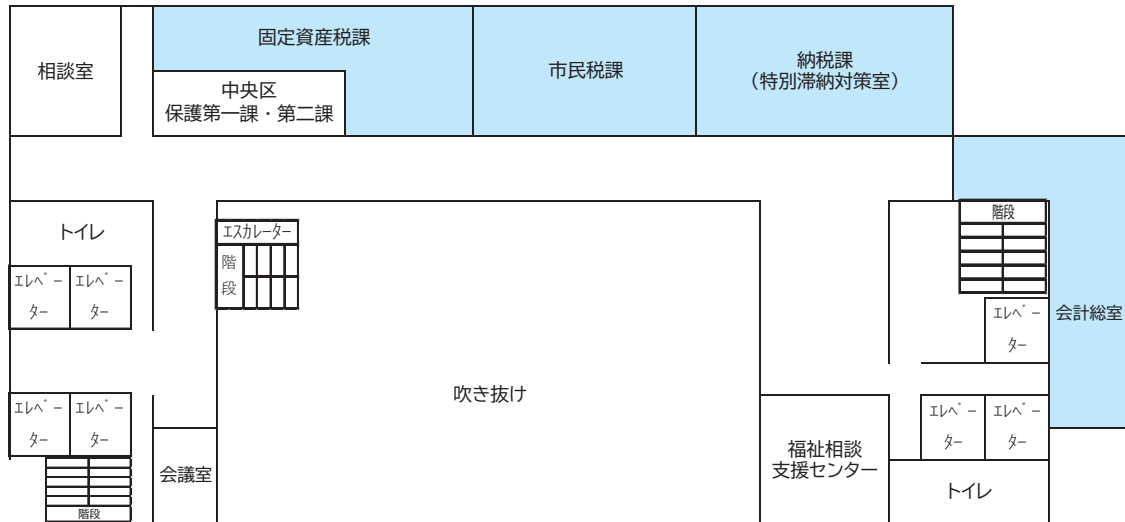 固定資産税課
相談室
市民税課
納税課
（特別滞納対策室）
中央区
保護第一課・第二課
トイレ
エスカレーター
階
段
階段
エレベー
ター
エレベー
ター
エレベー
ター
会計総室
吹き抜け
エレベー
ター
エレベー
ター
エレベー
ター
エレベー
ター
会議室
福祉相談
支援センター
トイレ
階段